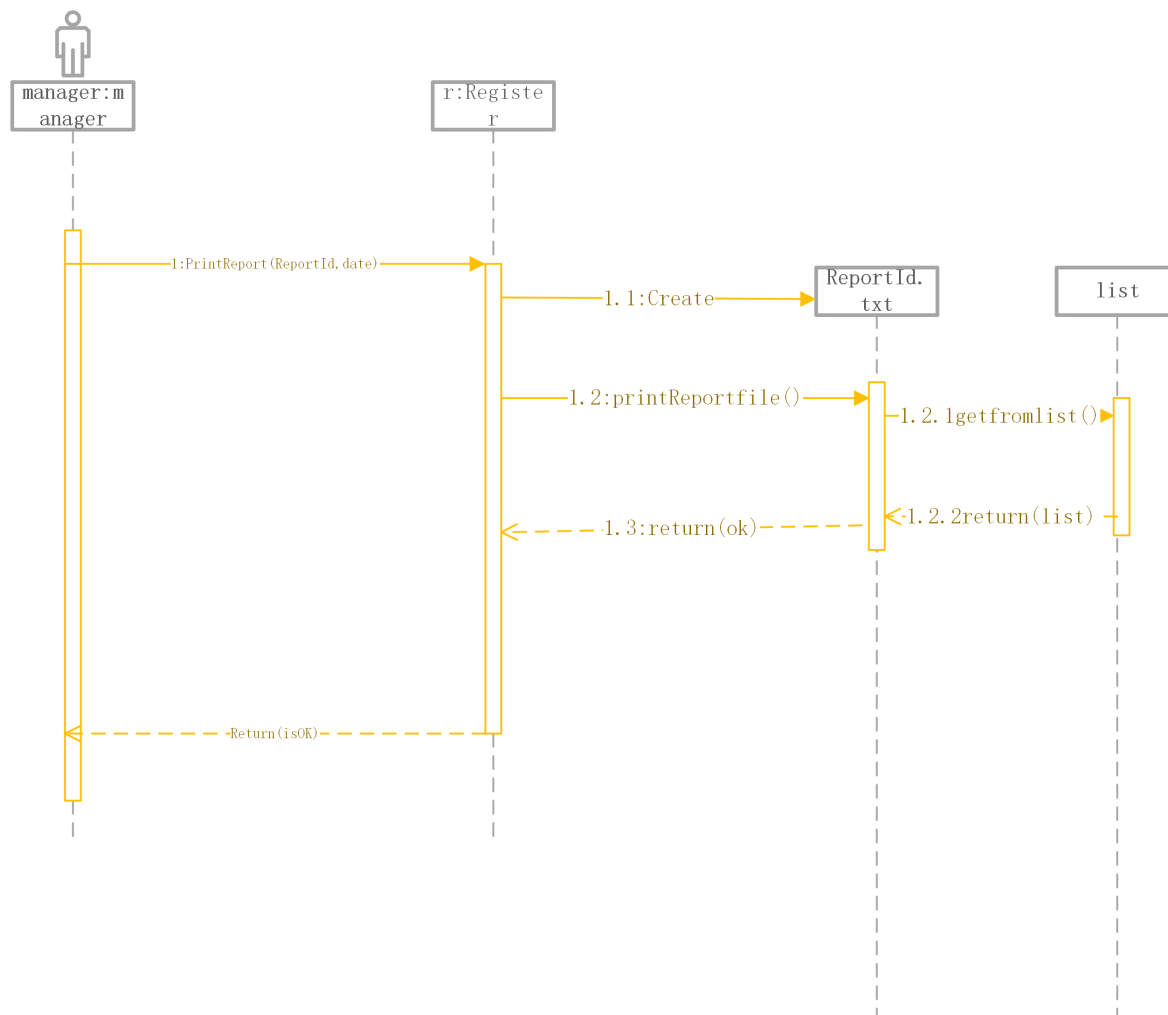 manager:m
anager
r:Registe
r
1:PrintReport(ReportId,date)
ReportId.
txt
list
1.1:Create
1.2:printReportfile()
1.2.1getfromlist()
1.2.2return(list)
1.3:return(ok)
Return(isOK)